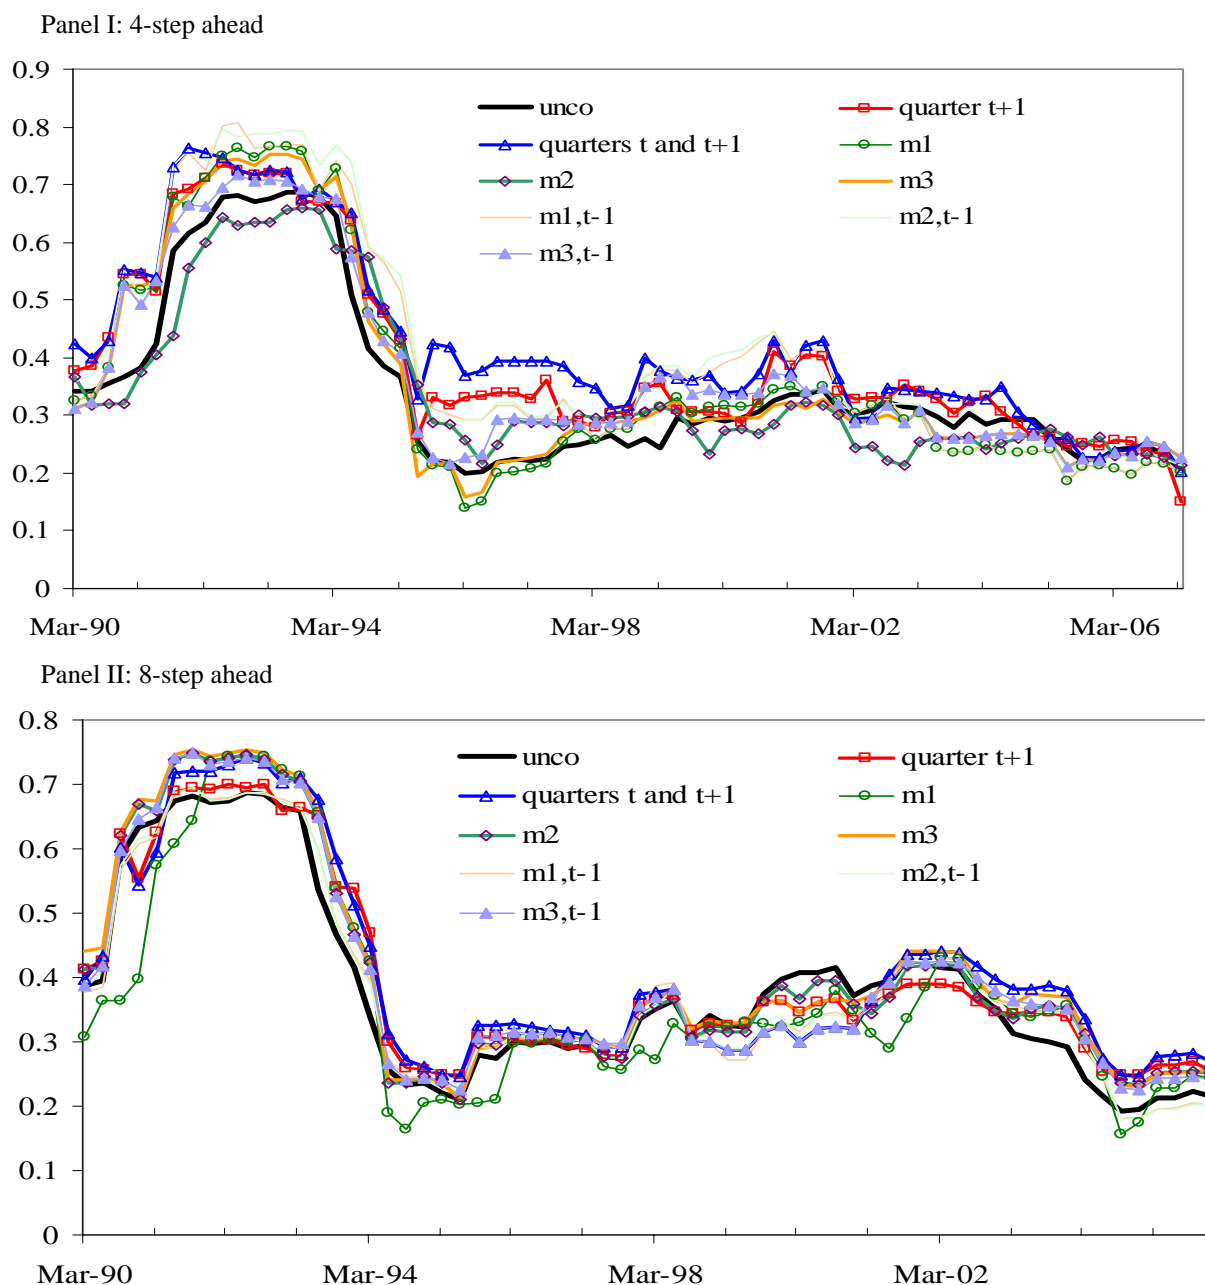 Panel I: 4-step ahead
0.9
0.8
0.7
0.6
0.5
0.4
0.3
0.2
0.1
0
unco
quarter t+1
quarters t and t+1
m1
m2
m3
m1,t-1
m2,t-1
m3,t-1
Mar-90 Mar-94 Mar-98 Mar-02 Mar-06
Panel II: 8-step ahead
0.8
0.7
0.6
0.5
0.4
0.3
0.2
0.1
0
unco
quarter t+1
quarters t and t+1
m1
m2
m3
m1,t-1
m2,t-1
m3,t-1
Mar-90 Mar-94 Mar-98 Mar-02